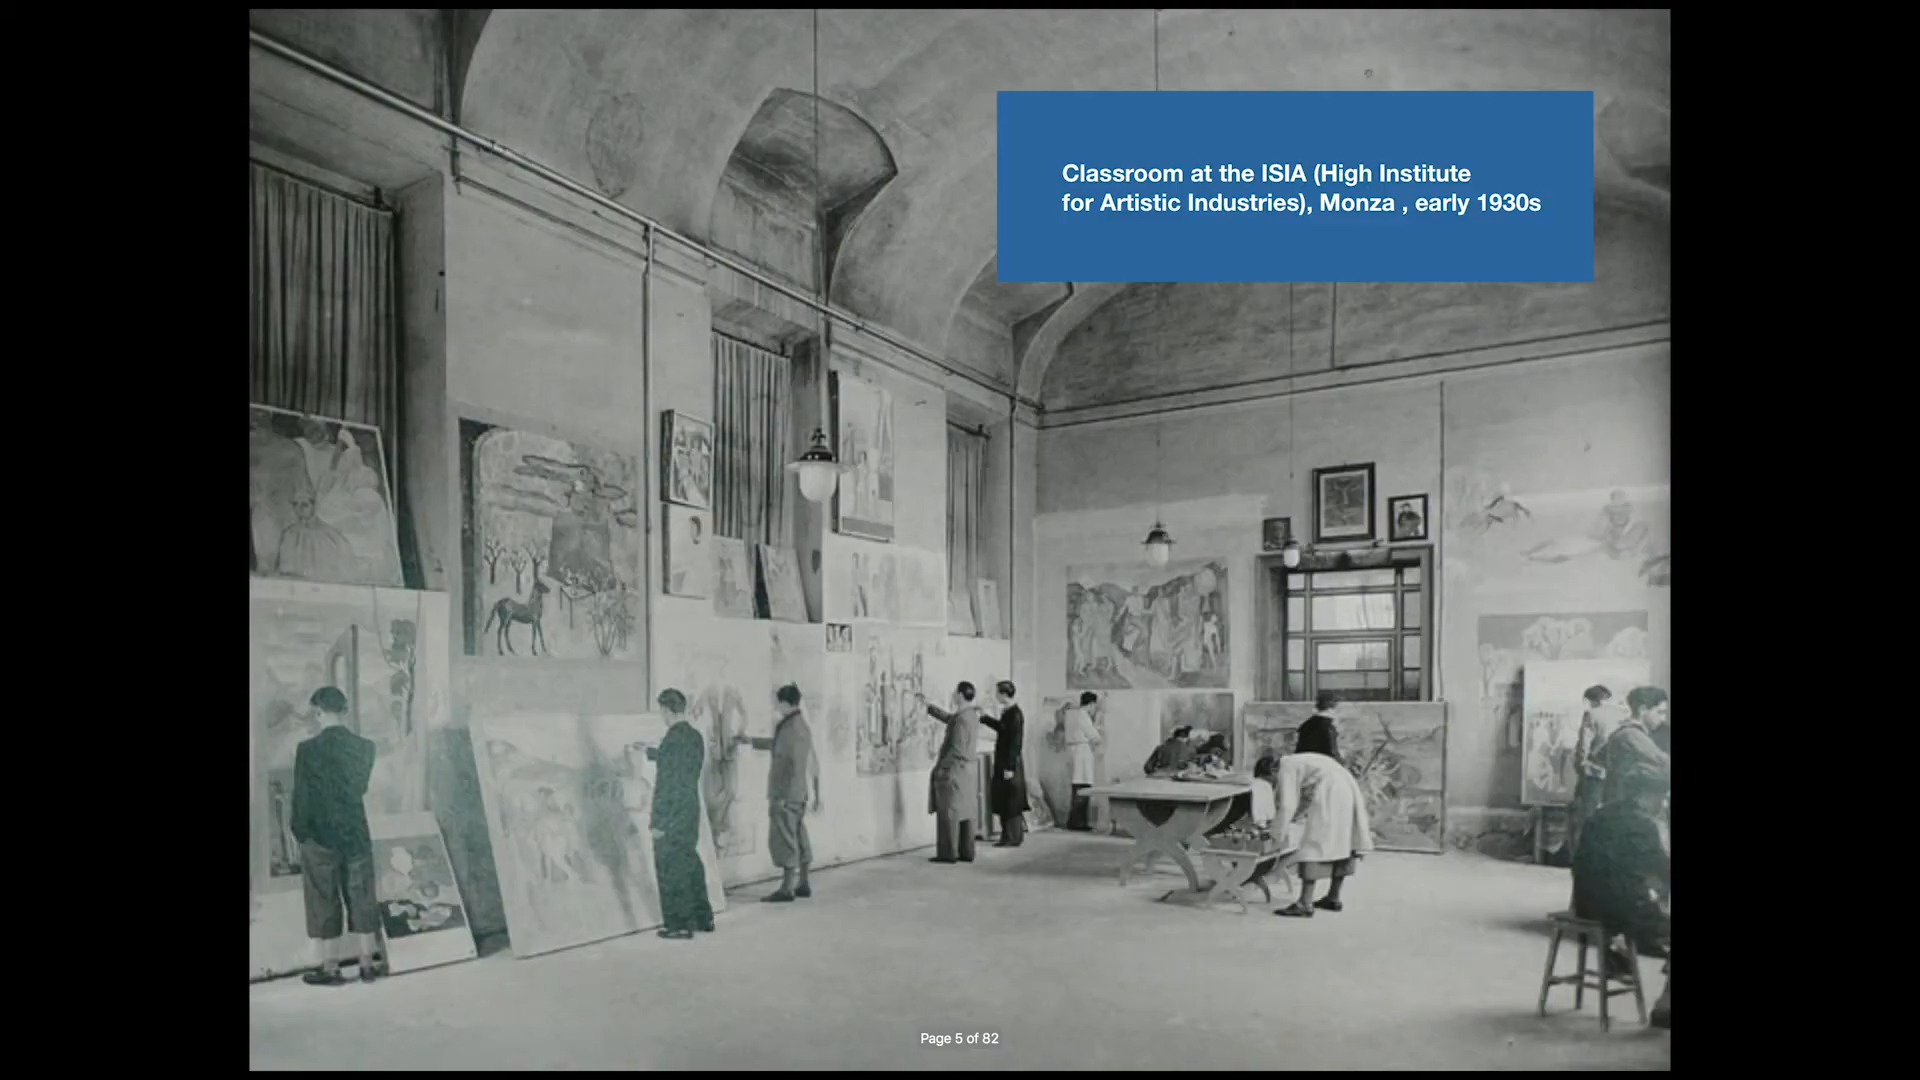 Classroom at the ISIA (High Institute
for Artistic Industries), Monza , early 1930s
Page 5 of 82